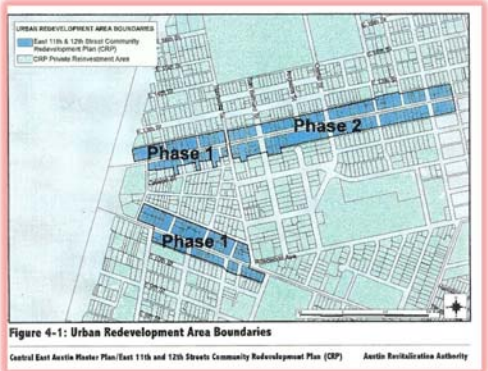 URBAN REDEVELOPMENT AREA BOUNDARIES
East 11th & 12th Street Community
Redevelopment Plan (CRP)
CRP Private Reinvestment Area
Phase 2
Phase 1
Phase 1
Rosewood Ave
Figure 4-1: Urban Redevelopment Area Boundaries
Central East Austin Master Plan/East 11th and 12th Streets Community Redevelopment Plan (CRP)
Austin Revitalization Authority